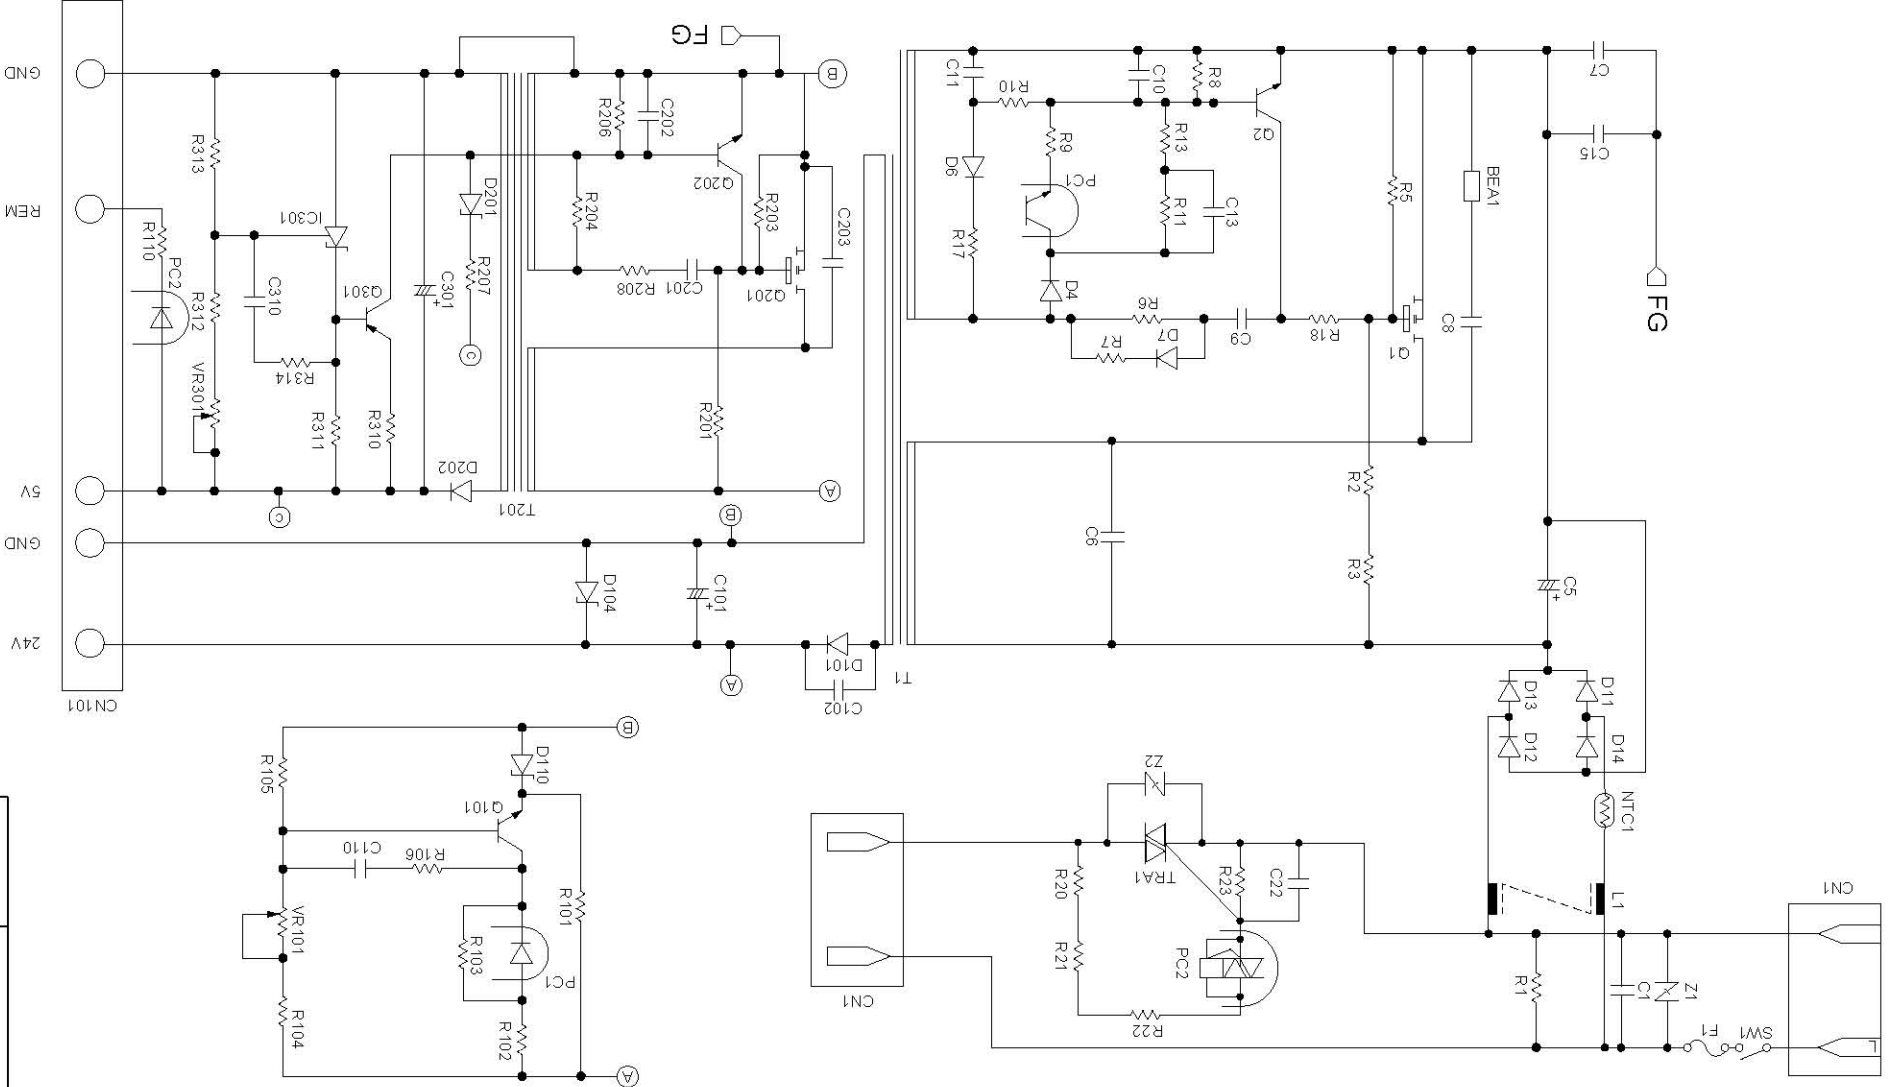 FG
GND
R313
REM
R110
PC2
IC301
C310
R312
VR301
R314
R311
R310
Q301
C301
D201
R207
C
5V
C
D202
T201
GND
24V
CN101
R206
C202
R204
Q202
R203
C203
R208
C201
Q201
R201
B
A
B
D104
C101
A
D101
C102
T1
C11
R10
C10
R8
Q2
R9
R13
D6
PC1
R11
C13
R17
D4
R6
D7
R7
C9
R18
Q1
R5
BEA1
C8
C7
C15
FG
R2
R3
C6
C5
D13
D11
D12
D14
NTC1
L1
CN1
R1
C1
Z1
F1
SW1
L
B
R105
D110
Q101
C110
R106
R101
VR101
R103
PC1
R104
R102
A
Z2
TRA1
R20
R23
C22
R21
PC2
R22
CN1